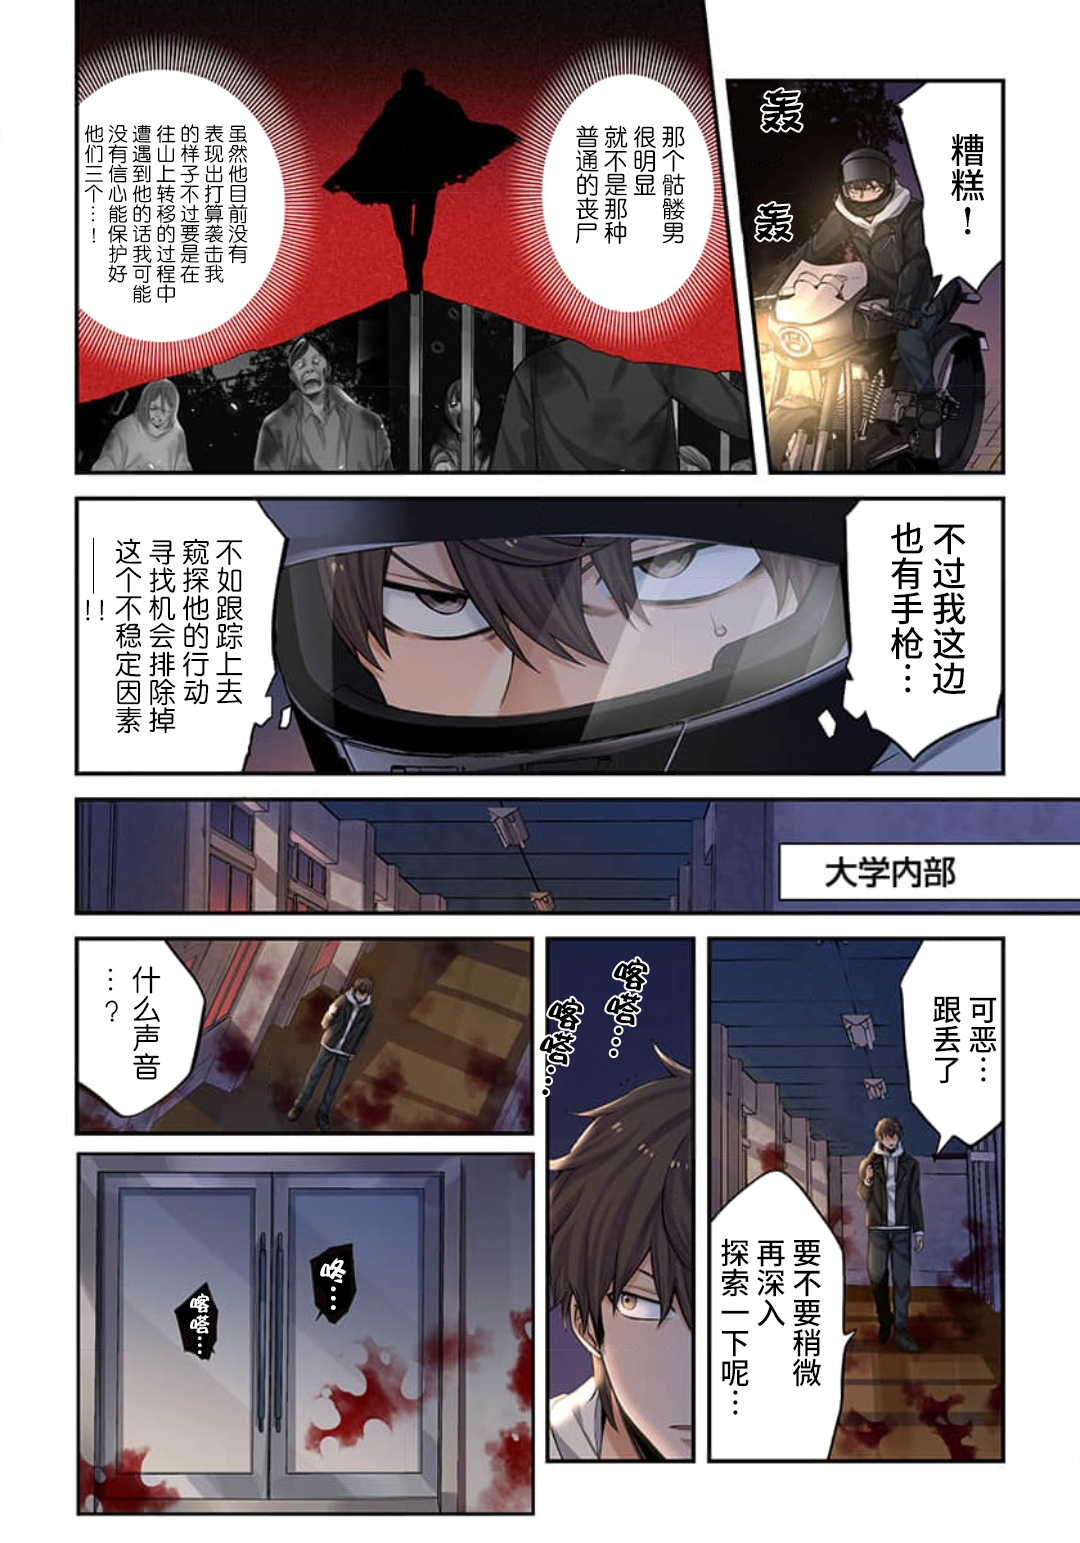 糟糕！
轰
轰
那个骷髅男
很明显
就不是那种
普通的丧尸
虽然他目前没有
表现出打算袭击我
的样子不过要是在
往山上转移的过程中
遭遇到他的话我可能
没有信心能保护好
他们三个…！
不过我这边
也有手枪…
不如跟踪上去
窥探他的行动
寻找机会排除掉
这个不稳定因素
——!!
大学内部
可恶…
跟丢了
要不要稍微
再深入
探索一下呢…
喀嗒…
喀嗒…
什么声音
…？
咚…
喀嗒…